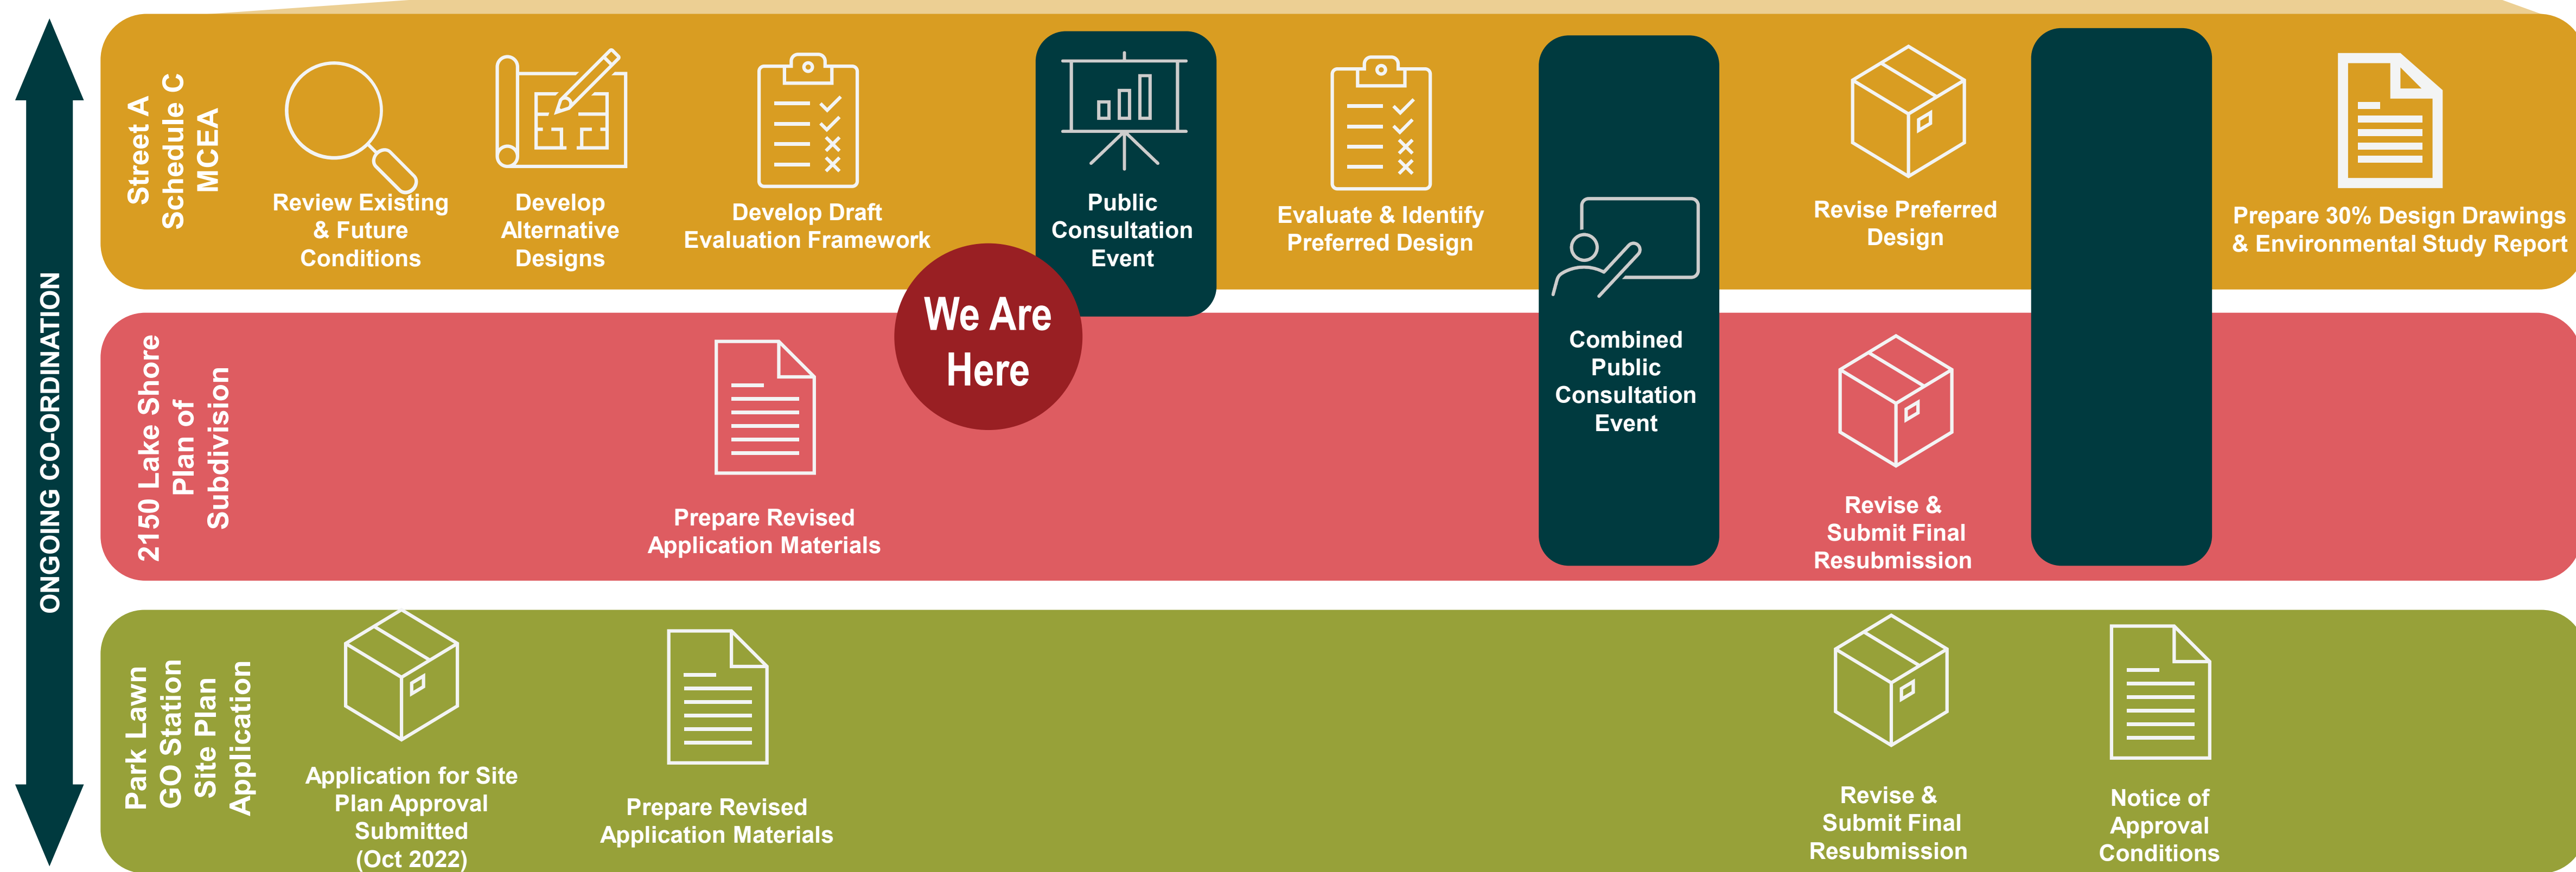 ONGOING CO-ORDINATION
Street A
Schedule C
MCEA
Review Existing
& Future
Conditions
Develop
Alternative
Designs
Develop Draft
Evaluation Framework
Public
Consultation
Event
Evaluate & Identify
Preferred Design
Combined
Public
Consultation
Event
Revise Preferred
Design
Prepare 30% Design Drawings
& Environmental Study Report
We Are
Here
2150 Lake Shore
Plan of
Subdivision
Prepare Revised
Application Materials
Revise &
Submit Final
Resubmission
Park Lawn
GO Station
Site Plan
Application
Application for Site
Plan Approval
Submitted
(Oct 2022)
Prepare Revised
Application Materials
Revise &
Submit Final
Resubmission
Notice of
Approval
Conditions